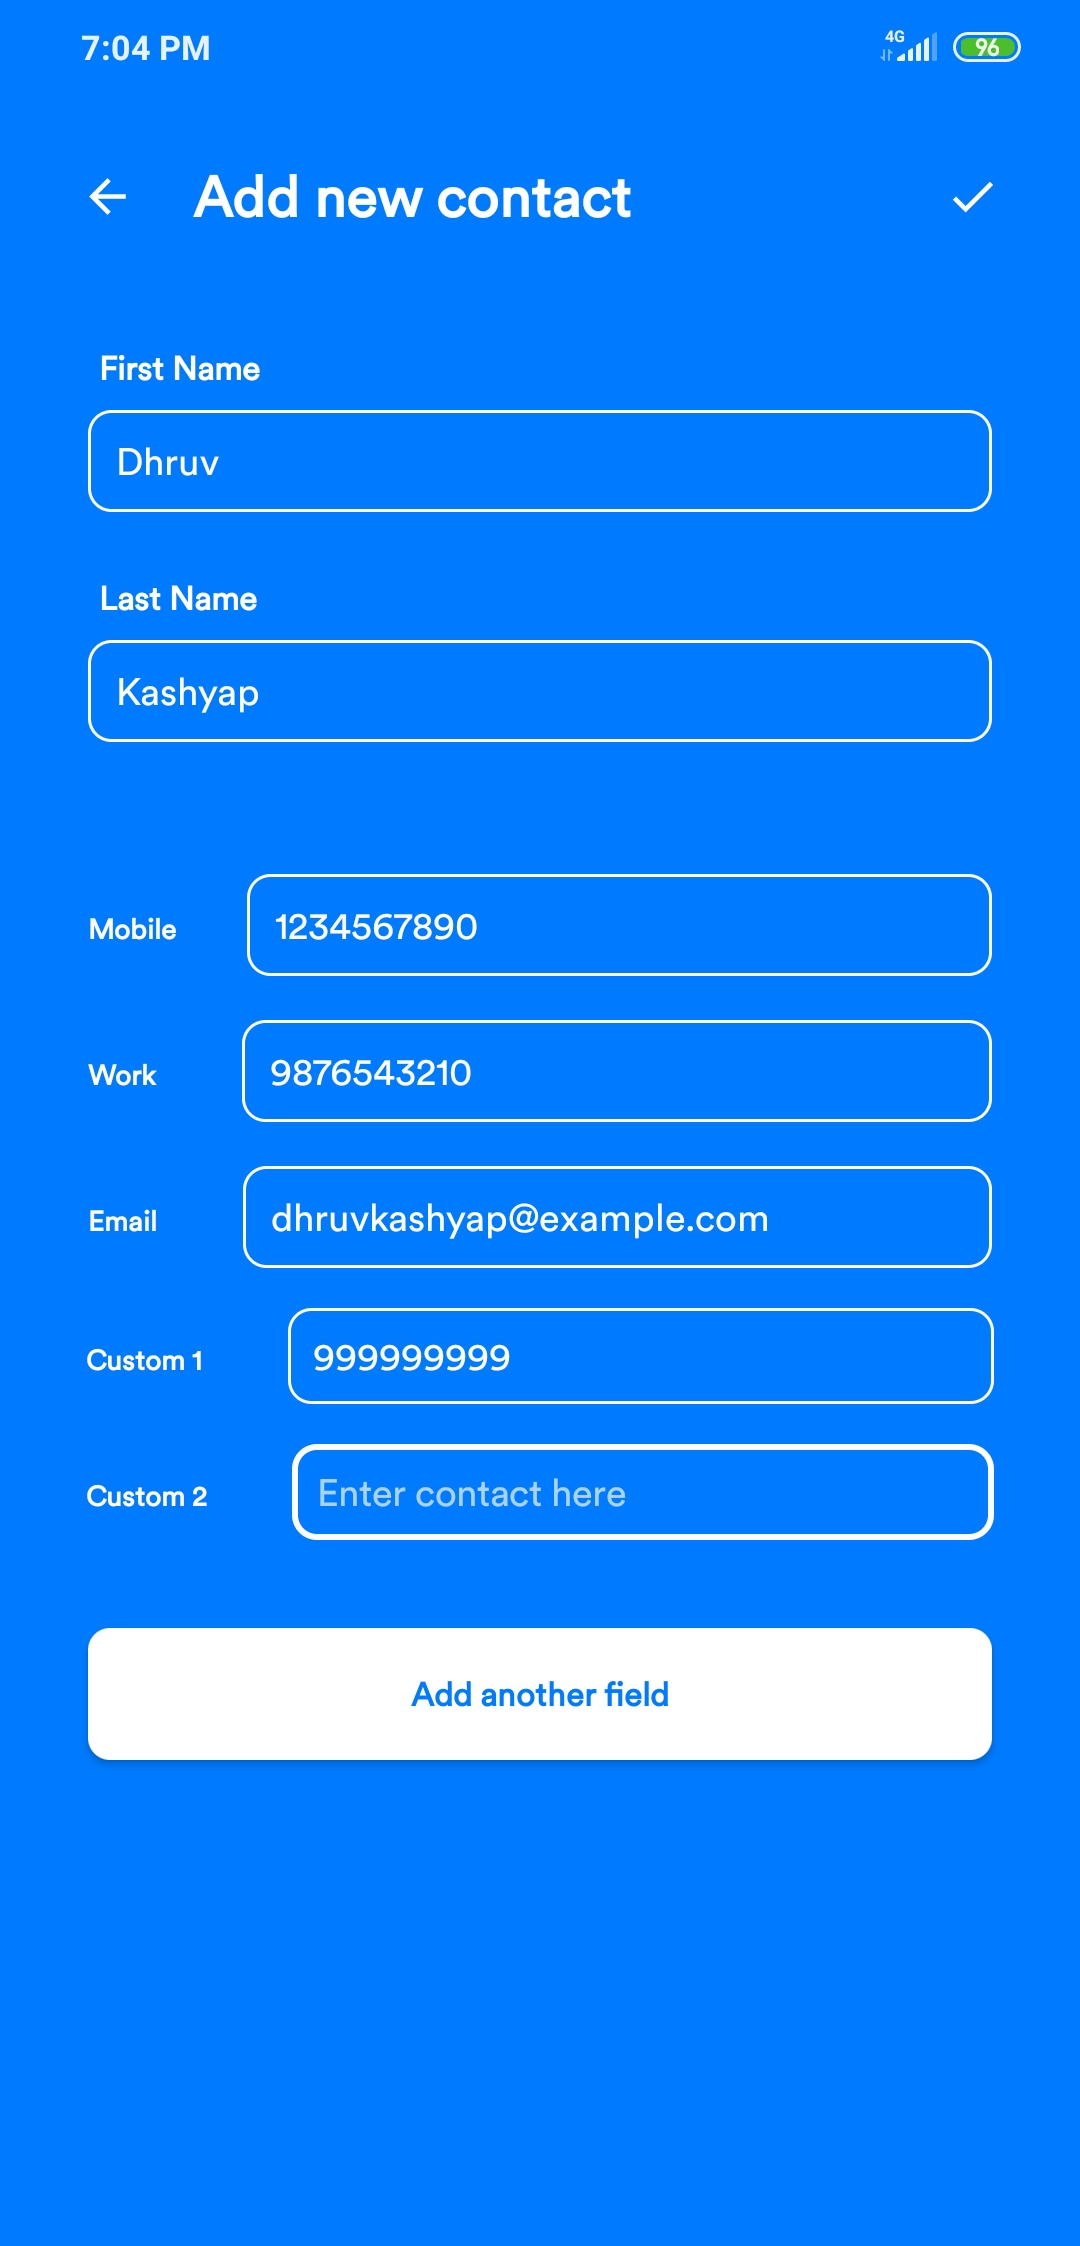 7:04 PM
4G
96
Add new contact
First Name
Dhruv
Last Name
Kashyap
Mobile
1234567890
Work
9876543210
Email
dhruvkashyap@example.com
Custom 1
999999999
Custom 2
Enter contact here
Add another field